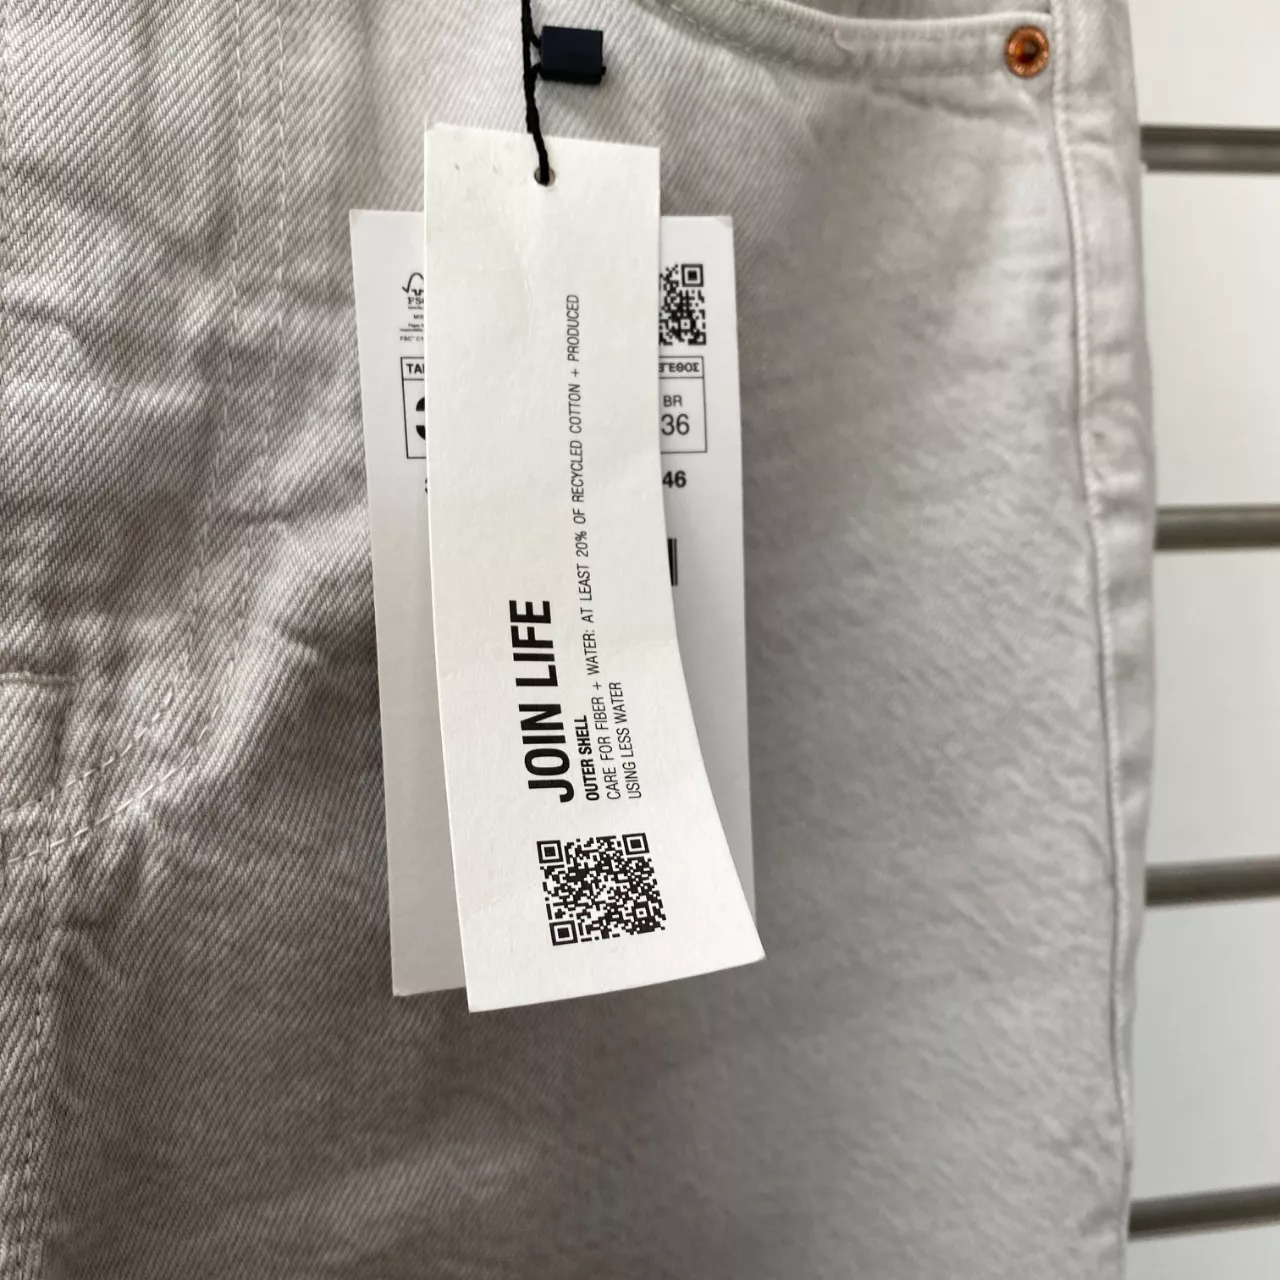 JOIN LIFE
OUTER SHELL
CARE FOR FIBER + WATER: AT LEAST 20% OF RECYCLED COTTON + PRODUCED
USING LESS WATER
BR
36
46